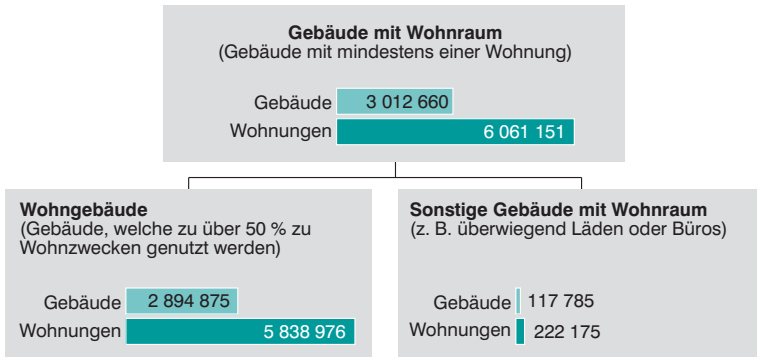 Gebäude mit Wohnraum
(Gebäude mit mindestens einer Wohnung)
Gebäude 3 012 660
Wohnungen 6 061 151
Wohngebäude
(Gebäude, welche zu über 50 % zu
Wohnzwecken genutzt werden)
Gebäude 2 894 875
Wohnungen 5 838 976
Sonstige Gebäude mit Wohnraum
(z. B. überwiegend Läden oder Büros)
Gebäude 117 785
Wohnungen 222 175